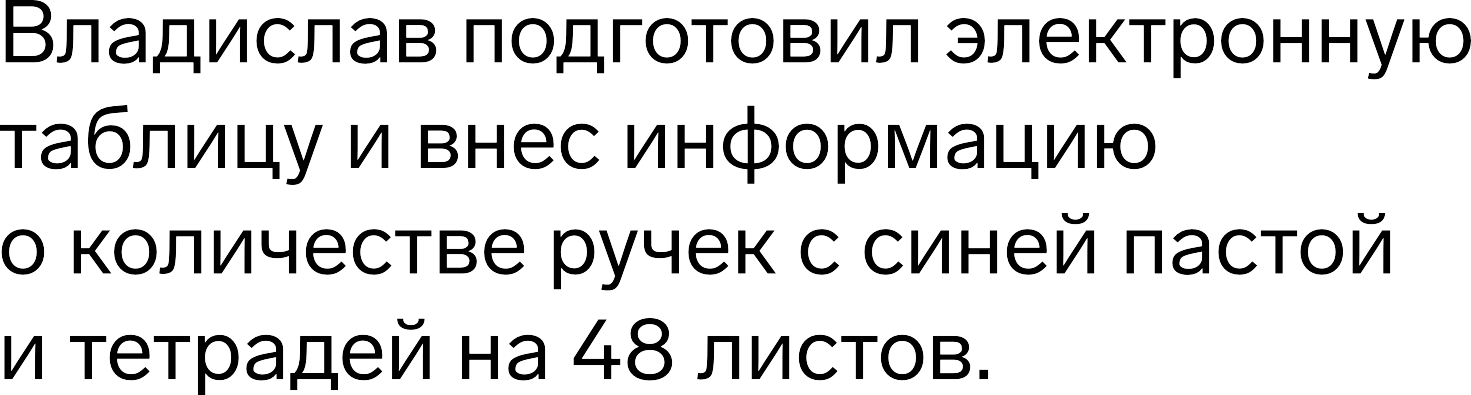 Владислав подготовил электронную
таблицу и внес информацию
о количестве ручек с синей пастой
и тетрадей на 48 листов.